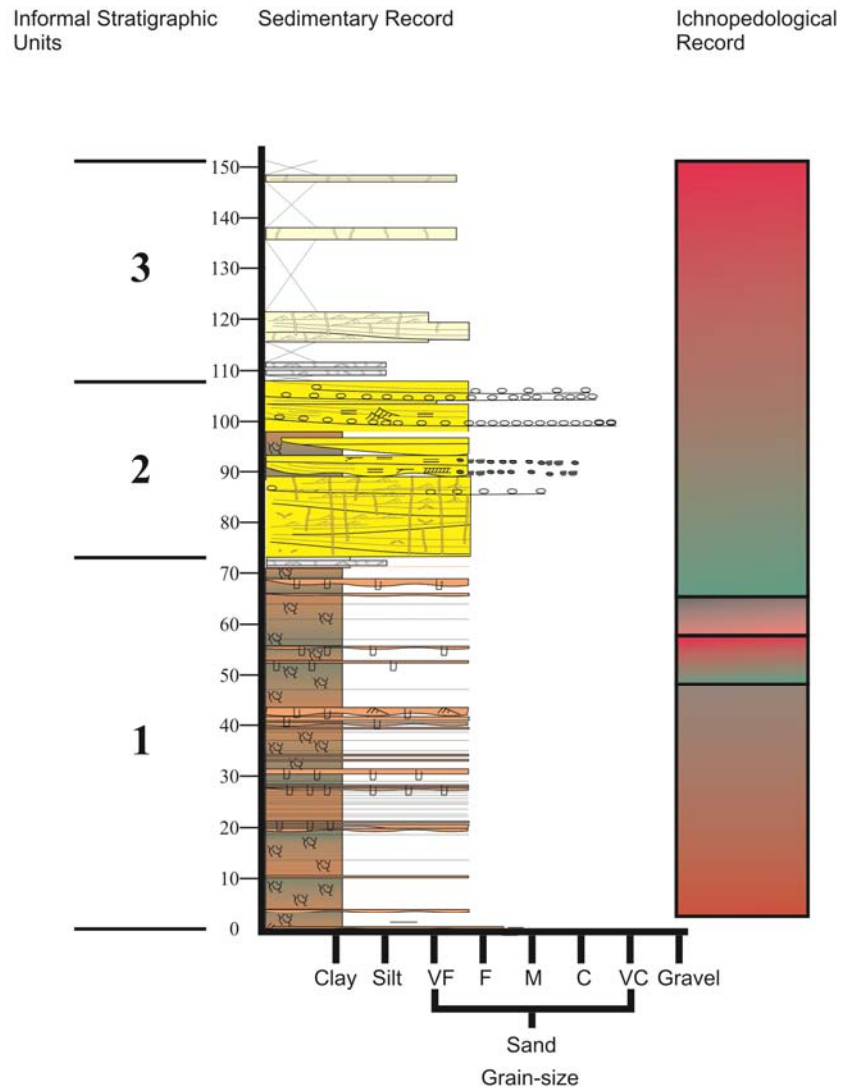 Informal Stratigraphic
Units
Sedimentary Record
Ichnopedological
Record
150
140
3
130
120
110
100
2
90
80
70
60
50
40
1
30
20
10
0
Clay Silt VF F M C VC Gravel
Sand
Grain-size